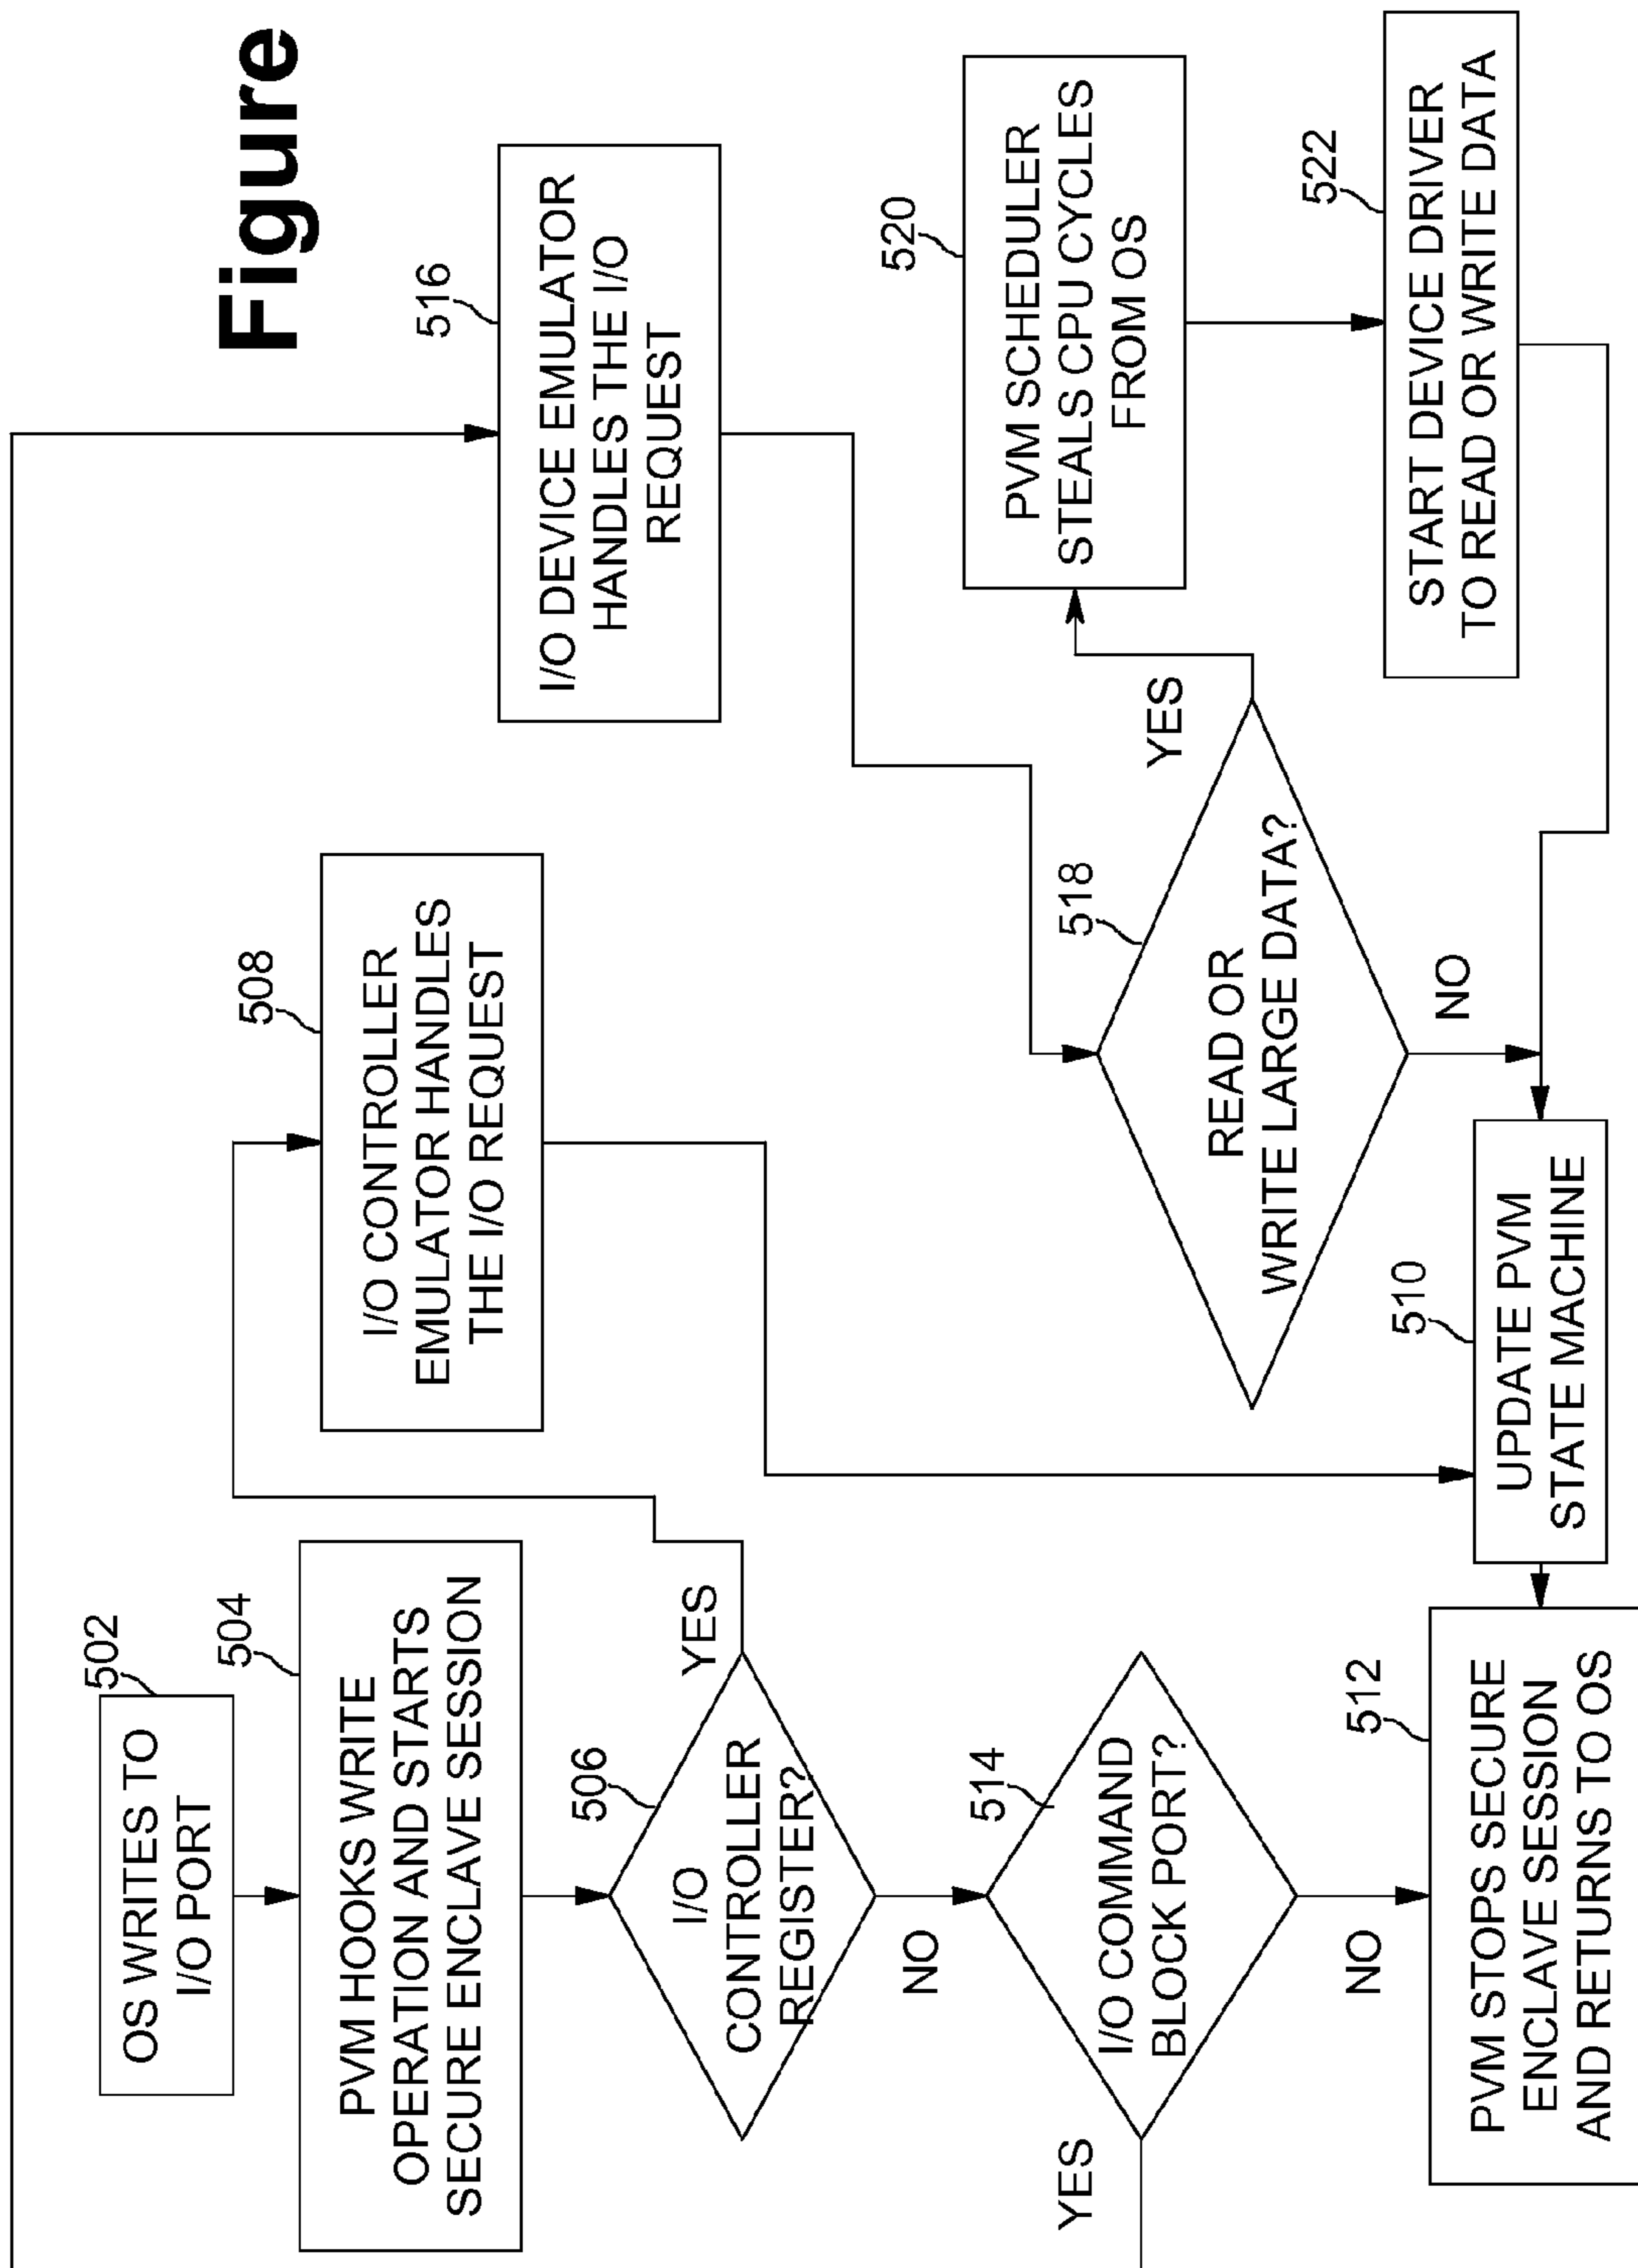 Figure
502
OS WRITES TO
I/O PORT
504
PVM HOOKS WRITE
OPERATION AND STARTS
SECURE ENCLAVE SESSION
506
I/O
CONTROLLER
REGISTER?
YES
NO
508
I/O CONTROLLER
EMULATOR HANDLES
THE I/O REQUEST
514
I/O COMMAND
BLOCK PORT?
YES
NO
516
I/O DEVICE EMULATOR
HANDLES THE I/O
REQUEST
518
READ OR
WRITE LARGE DATA?
YES
NO
520
PVM SCHEDULER
STEALS CPU CYCLES
FROM OS
522
START DEVICE DRIVER
TO READ OR WRITE DATA
510
UPDATE PVM
STATE MACHINE
512
PVM STOPS SECURE
ENCLAVE SESSION
AND RETURNS TO OS